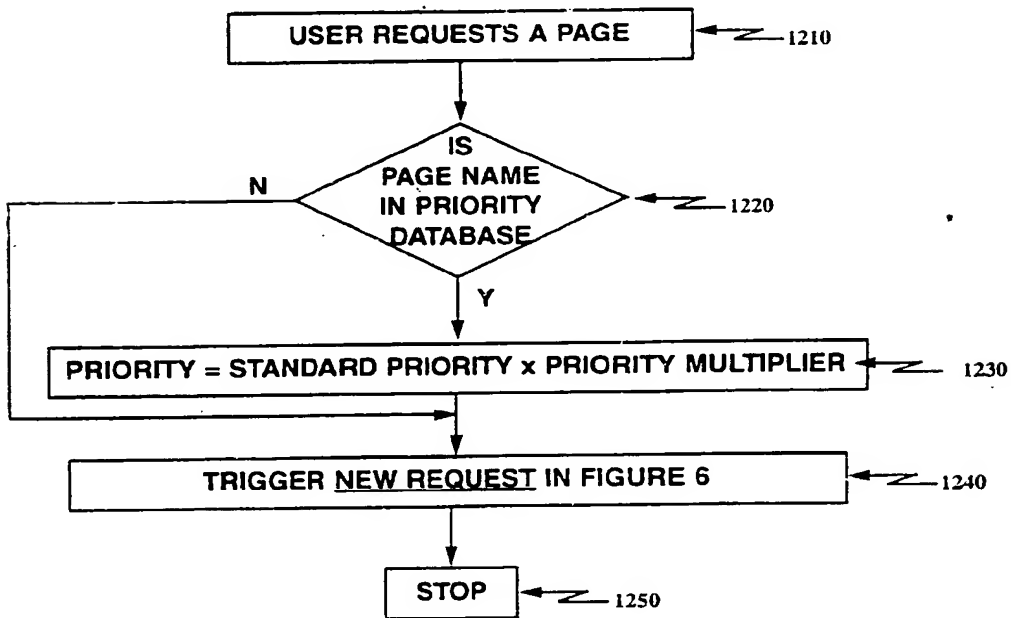 USER REQUESTS A PAGE
1210
IS
PAGE NAME
IN PRIORITY
DATABASE
N
1220
Y
PRIORITY = STANDARD PRIORITY x PRIORITY MULTIPLIER
1230
TRIGGER NEW REQUEST IN FIGURE 6
1240
STOP
1250